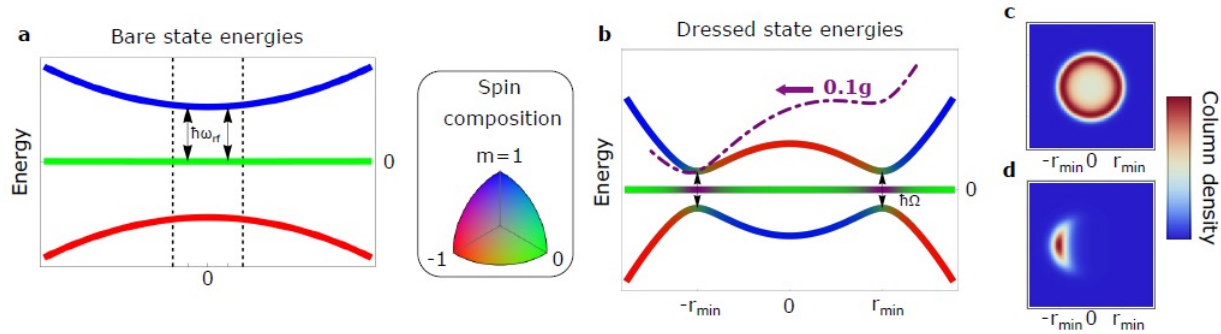 a
Bare state energies
Energy
ħω_rf
0
0
Spin
composition
m=1
-1
0
b
Dressed state energies
Energy
0.1g
0
ħΩ
-r_min
0
r_min
c
-r_min 0 r_min
d
-r_min 0 r_min
Column density